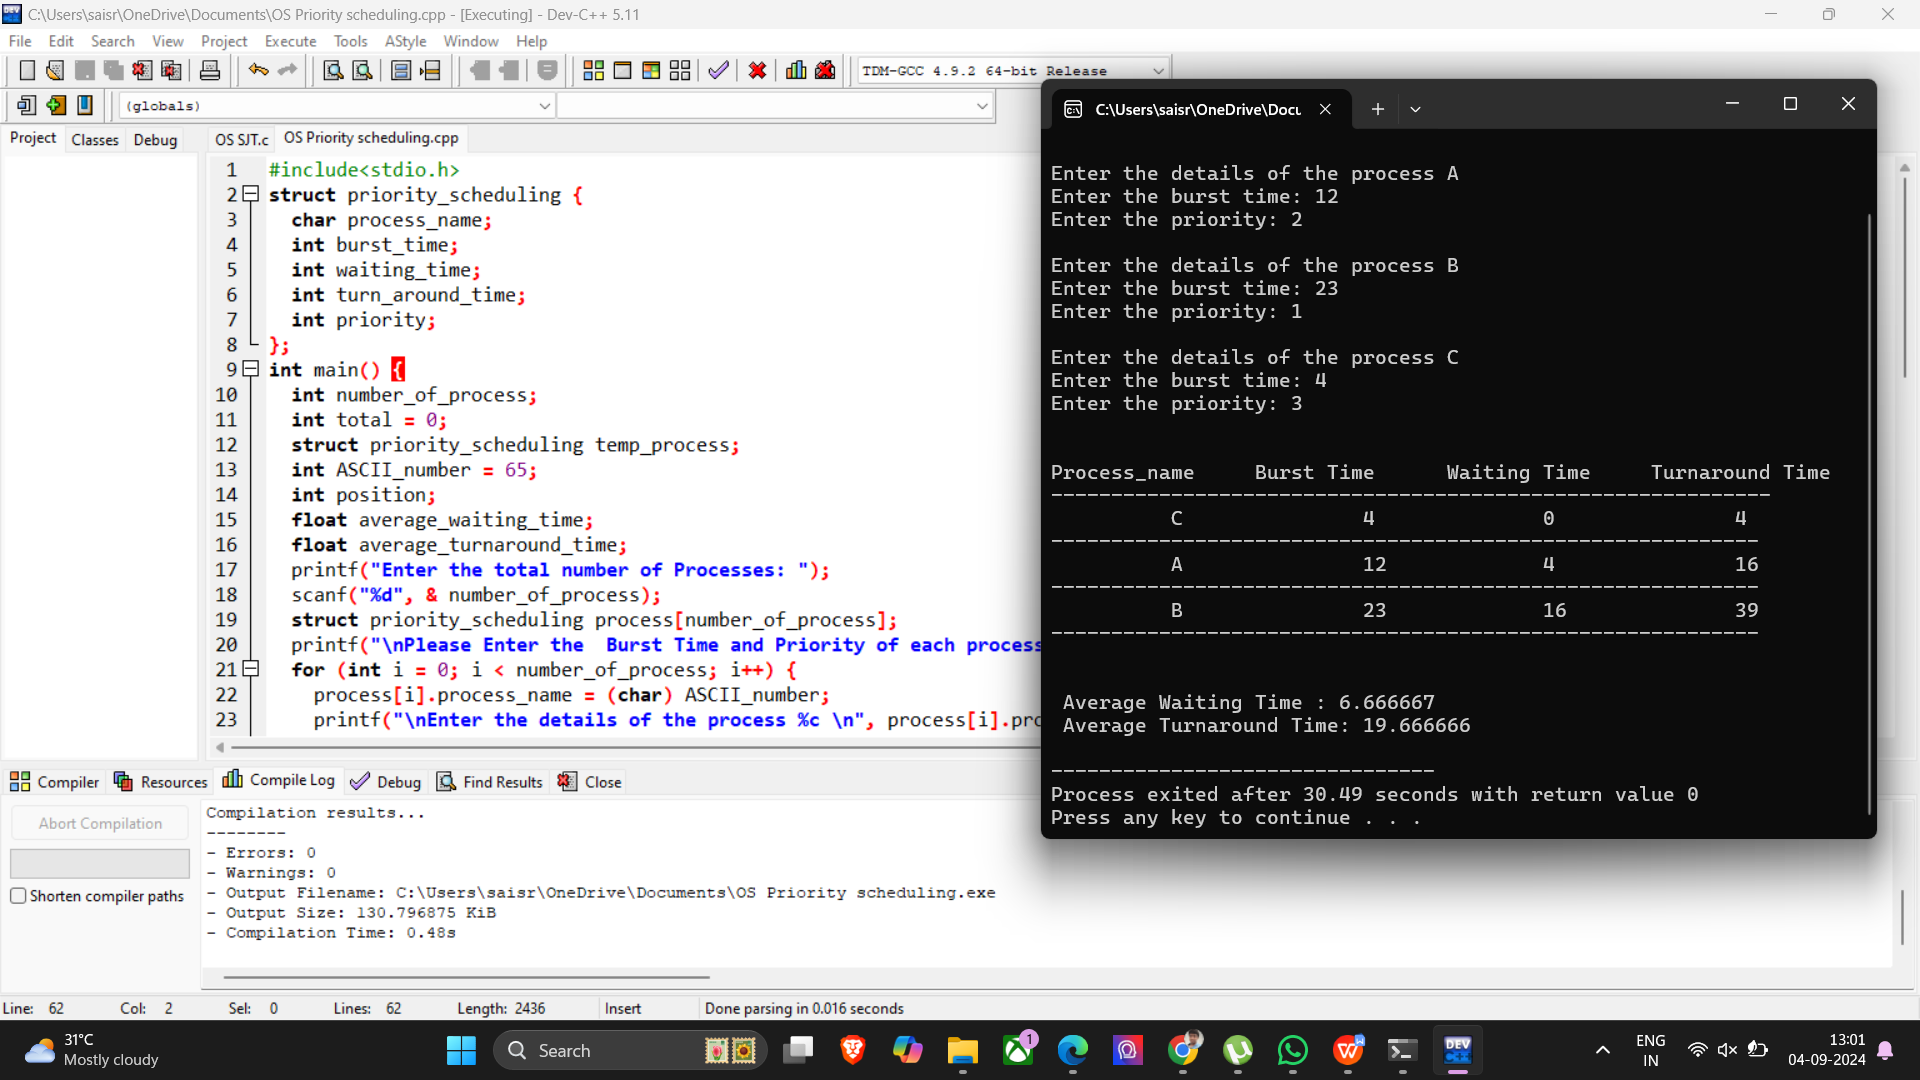 C:\Users\saisr\OneDrive\Documents\OS Priority scheduling.cpp - [Executing] - Dev-C++ 5.11
File Edit Search View Project Execute Tools AStyle Window Help
TDM-GCC 4.9.2 64-bit Release
(globals)
Project Classes Debug
OS SJT.c OS Priority scheduling.cpp
1 #include<stdio.h>
2 struct priority_scheduling {
3 char process_name;
4 int burst_time;
5 int waiting_time;
6 int turn_around_time;
7 int priority;
8 };
9 int main() {
10 int number_of_process;
11 int total = 0;
12 struct priority_scheduling temp_process;
13 int ASCII_number = 65;
14 int position;
15 float average_waiting_time;
16 float average_turnaround_time;
17 printf("Enter the total number of Processes: ");
18 scanf("%d", & number_of_process);
19 struct priority_scheduling process[number_of_process];
20 printf("\nPlease Enter the  Burst Time and Priority of each process
21 for (int i = 0; i < number_of_process; i++) {
22 process[i].process_name = (char) ASCII_number;
23 printf("\nEnter the details of the process %c \n", process[i].pro
C:\Users\saisr\OneDrive\Docu
Enter the details of the process A
Enter the burst time: 12
Enter the priority: 2
Enter the details of the process B
Enter the burst time: 23
Enter the priority: 1
Enter the details of the process C
Enter the burst time: 4
Enter the priority: 3
Process_name Burst Time Waiting Time Turnaround Time
------------------------------------------------------------
C 4 0 4
-----------------------------------------------------------
A 12 4 16
-----------------------------------------------------------
B 23 16 39
-----------------------------------------------------------
Average Waiting Time : 6.666667
Average Turnaround Time: 19.666666
--------------------------------
Process exited after 30.49 seconds with return value 0
Press any key to continue . . .
Compiler Resources Compile Log Debug Find Results Close
Abort Compilation
Shorten compiler paths
Compilation results...
--------
- Errors: 0
- Warnings: 0
- Output Filename: C:\Users\saisr\OneDrive\Documents\OS Priority scheduling.exe
- Output Size: 130.796875 KiB
- Compilation Time: 0.48s
Line: 62 Col: 2 Sel: 0 Lines: 62 Length: 2436 Insert Done parsing in 0.016 seconds
31°C
Mostly cloudy
Search
1
DEV
C++
ENG
IN
13:01
04-09-2024